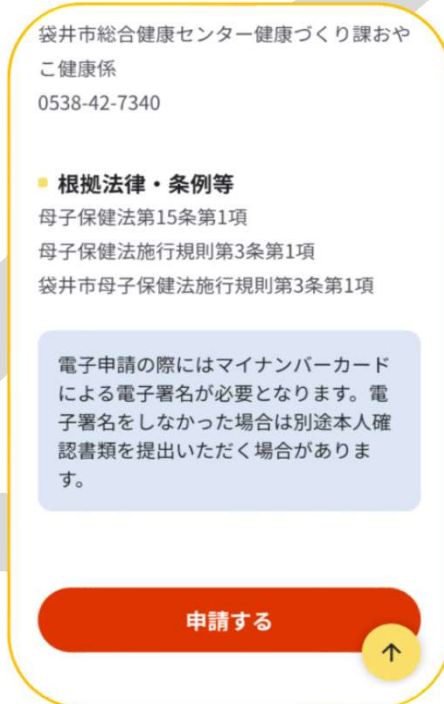 袋井市総合健康センター健康づくり課おや
こ健康係
0538-42-7340
根拠法律・条例等
母子保健法第15条第1項
母子保健法施行規則第3条第1項
袋井市母子保健法施行規則第3条第1項
電子申請の際にはマイナンバーカード
による電子署名が必要となります。電
子署名をしなかった場合は別途本人確
認書類を提出いただく場合がありま
す。
申請する